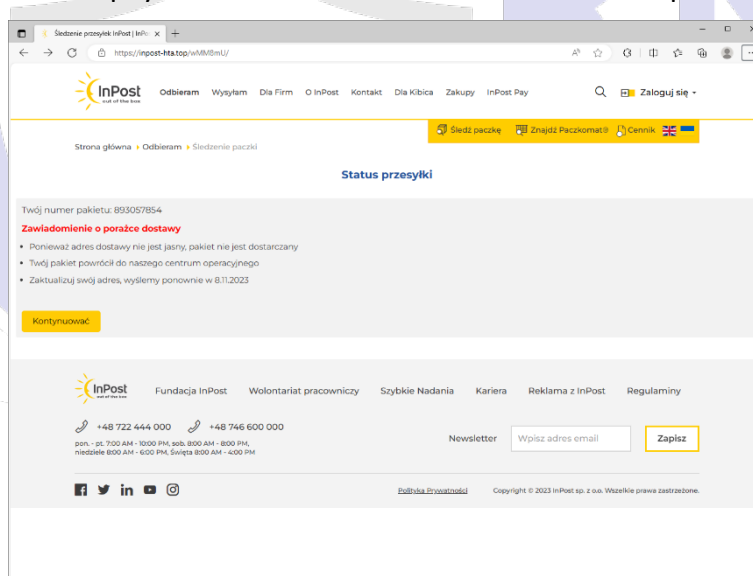 Śledzenie przesyłek InPost | InPo
https://inpost-hta.top/wMM8mU/
InPost
out of the box
Odbieram Wysyłam Dla Firm O InPost Kontakt Dla Kibica Zakupy InPost Pay
Zaloguj się
Śledź paczkę Znajdź Paczkomat® Cennik
Strona główna Odbieram Śledzenie paczki
Status przesyłki
Twój numer pakietu: 893057854
Zawiadomienie o porażce dostawy
• Ponieważ adres dostawy nie jest jasny, pakiet nie jest dostarczany
• Twój pakiet powrócił do naszego centrum operacyjnego
• Zaktualizuj swój adres, wyślemy ponownie w 8.11.2023
Kontynuować
InPost
out of the box
Fundacja InPost Wolontariat pracowniczy Szybkie Nadania Kariera Reklama z InPost Regulaminy
+48 722 444 000 +48 746 600 000
pon. - pt. 7:00 AM - 10:00 PM, sob. 8:00 AM - 8:00 PM,
niedziele 8:00 AM - 6:00 PM, Święta 8:00 AM - 4:00 PM
Newsletter Wpisz adres email Zapisz
Polityka Prywatności Copyright © 2023 InPost sp. z o.o. Wszelkie prawa zastrzeżone.